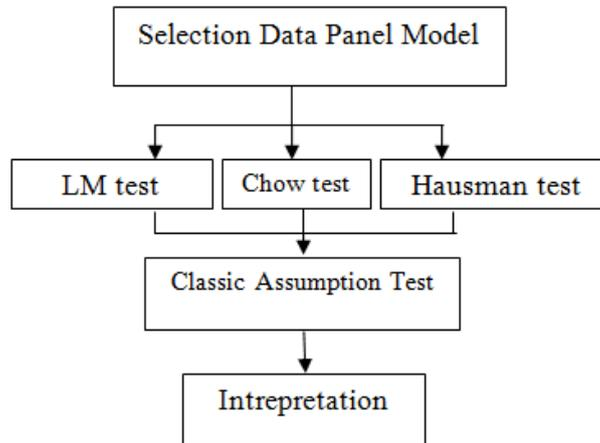 Selection Data Panel Model
LM test
Chow test
Hausman test
Classic Assumption Test
Intrepretation